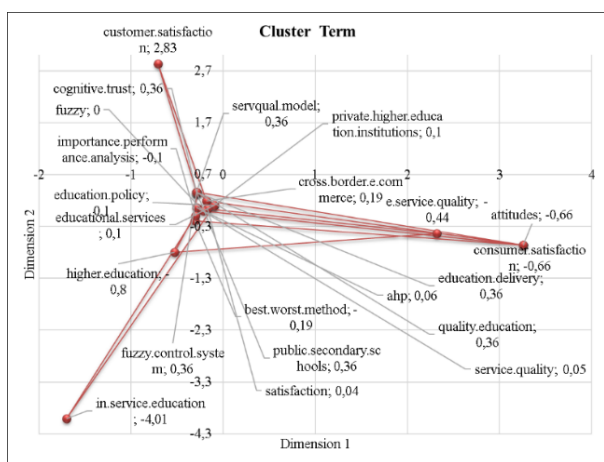 Cluster Term
customer.satisfactio
n; 2,83
2,7
cognitive.trust; 0,36
servqual.model;
0,36
fuzzy; 0
1,7
private.higher.educa
tion.institutions; 0,1
importance.perform
ance.analysis; -0,1
0,7
-2
-1
0
1
2
3
4
cross.border.e.com
merce; 0,19
education.policy;
0,1
e.service.quality; -
0,44
attitudes; -0,66
educational.services
; 0,1
-0,3
consumer.satisfactio
n; -0,66
Dimension 2
higher.education; -
0,8
-1,3
education.delivery;
0,36
ahp; 0,06
best.worst.method; -
0,19
quality.education;
0,36
-2,3
fuzzy.control.syste
m; 0,36
public.secondary.sc
hools; 0,36
service.quality; 0,05
-3,3
satisfaction; 0,04
in.service.education
; -4,01
-4,3
Dimension 1